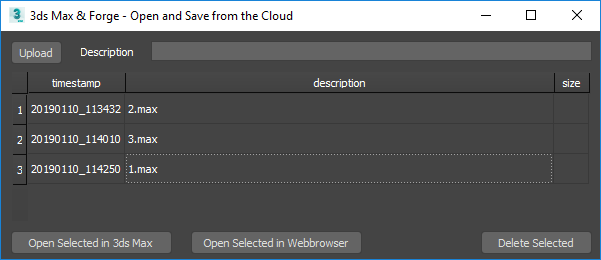 3ds Max & Forge - Open and Save from the Cloud
Upload Description
timestamp description size
1 20190110_113432 2.max
2 20190110_114010 3.max
3 20190110_114250 1.max
Open Selected in 3ds Max Open Selected in Webbrowser Delete Selected